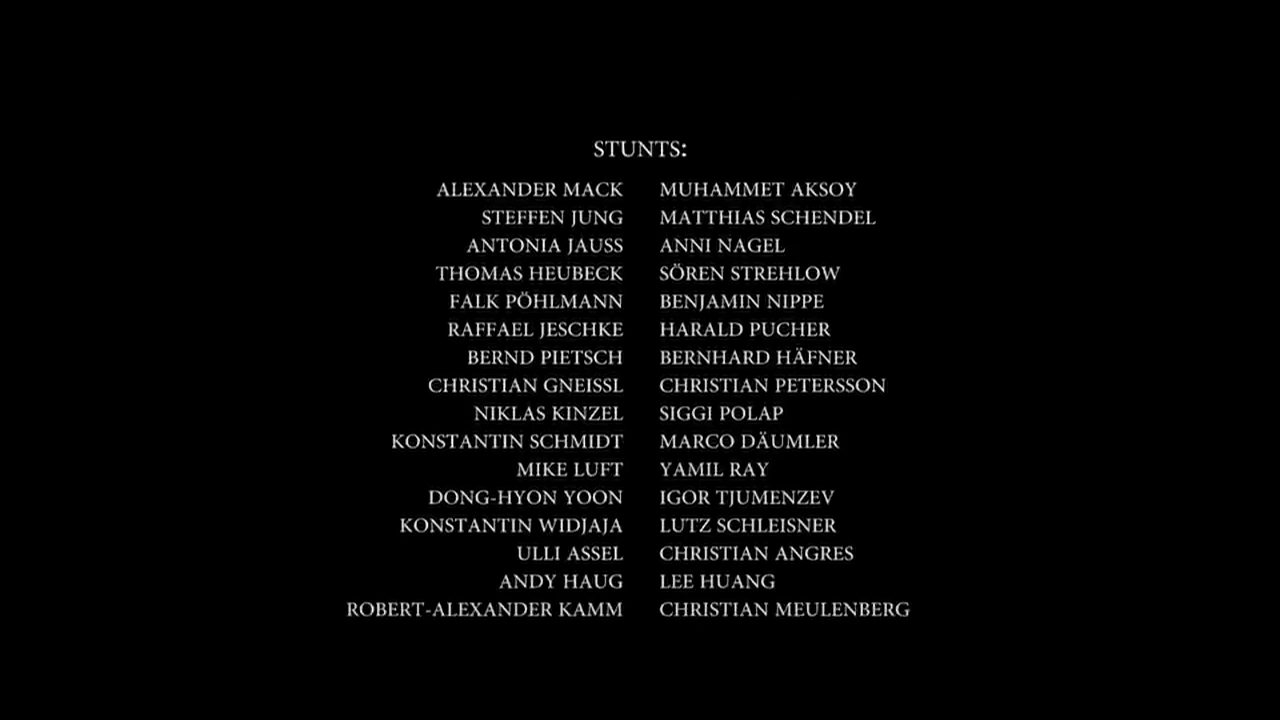 STUNTS:
ALEXANDER MACK MUHAMMET AKSOY
STEFFEN JUNG MATTHIAS SCHENDEL
ANTONIA JAUSS ANNI NAGEL
THOMAS HEUBECK SÖREN STREHLOW
FALK PÖHLMANN BENJAMIN NIPPE
RAFFAEL JESCHKE HARALD PUCHER
BERND PIETSCH BERNHARD HÄFNER
CHRISTIAN GNEISSL CHRISTIAN PETERSSON
NIKLAS KINZEL SIGGI POLAP
KONSTANTIN SCHMIDT MARCO DÄUMLER
MIKE LUFT YAMIL RAY
DONG-HYON YOON IGOR TJUMENZEV
KONSTANTIN WIDJAJA LUTZ SCHLEISNER
ULLI ASSEL CHRISTIAN ANGRES
ANDY HAUG LEE HUANG
ROBERT-ALEXANDER KAMM CHRISTIAN MEULENBERG